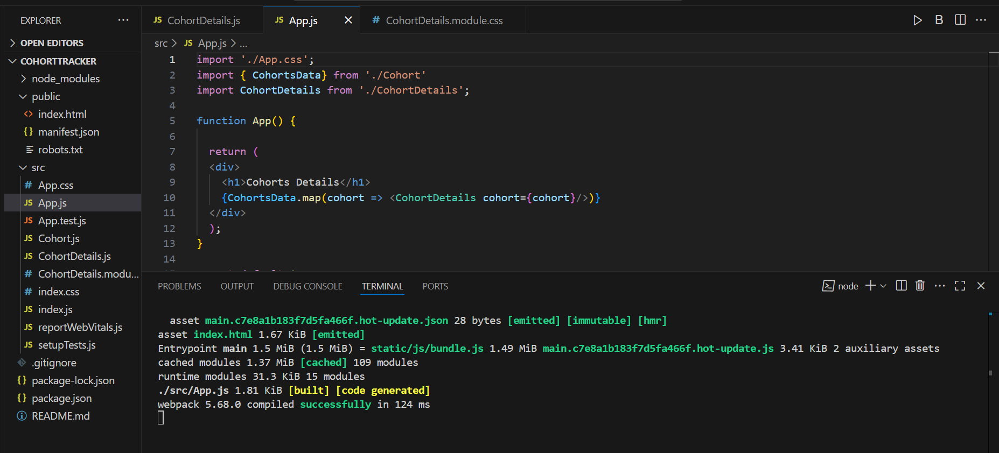 EXPLORER
OPEN EDITORS
COHORTTRACKER
node_modules
public
index.html
manifest.json
robots.txt
src
App.css
App.js
App.test.js
Cohort.js
CohortDetails.js
CohortDetails.modu...
index.css
index.js
reportWebVitals.js
setupTests.js
.gitignore
package-lock.json
package.json
README.md
JS CohortDetails.js JS App.js # CohortDetails.module.css
src > JS App.js > ...
1 import './App.css';
2 import { CohortsData} from './Cohort'
3 import CohortDetails from './CohortDetails';
4
5 function App() {
6
7 return (
8 <div>
9 <h1>Cohorts Details</h1>
10 {CohortsData.map(cohort => <CohortDetails cohort={cohort}/>)}
11 </div>
12 );
13 }
14
PROBLEMS OUTPUT DEBUG CONSOLE TERMINAL PORTS node
asset main.c7e8a1b183f7d5fa466f.hot-update.json 28 bytes [emitted] [immutable] [hmr]
asset index.html 1.67 KiB [emitted]
Entrypoint main 1.5 MiB (1.5 MiB) = static/js/bundle.js 1.49 MiB main.c7e8a1b183f7d5fa466f.hot-update.js 3.41 KiB 2 auxiliary assets
cached modules 1.37 MiB [cached] 109 modules
runtime modules 31.3 KiB 15 modules
./src/App.js 1.81 KiB [built] [code generated]
webpack 5.68.0 compiled successfully in 124 ms